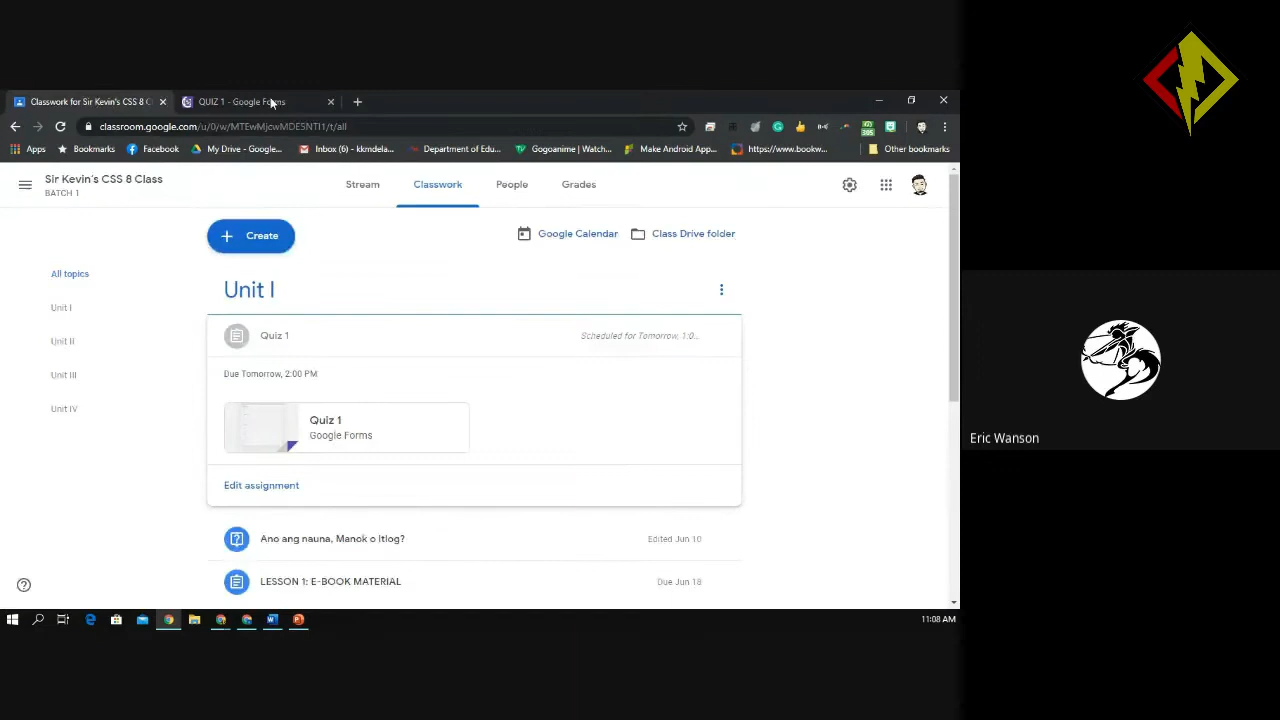 Classwork for Sir Kevin's CSS 8 C
QUIZ 1 - Google Forms
classroom.google.com/u/0/w/MTEwMjcwMDE5NTI1/t/all
Apps
Bookmarks
Facebook
My Drive - Google...
Inbox (6) - kkmdela...
Department of Edu...
Gogoanime | Watch...
Make Android App...
https://www.bookw...
Other bookmarks
Sir Kevin's CSS 8 Class
BATCH 1
Stream
Classwork
People
Grades
Create
Google Calendar
Class Drive folder
All topics
Unit I
Unit II
Unit III
Unit IV
Unit I
Quiz 1
Scheduled for Tomorrow, 1:0...
Due Tomorrow, 2:00 PM
Quiz 1
Google Forms
Edit assignment
Ano ang nauna, Manok o Itlog?
Edited Jun 10
LESSON 1: E-BOOK MATERIAL
Due Jun 18
11:08 AM
Eric Wanson